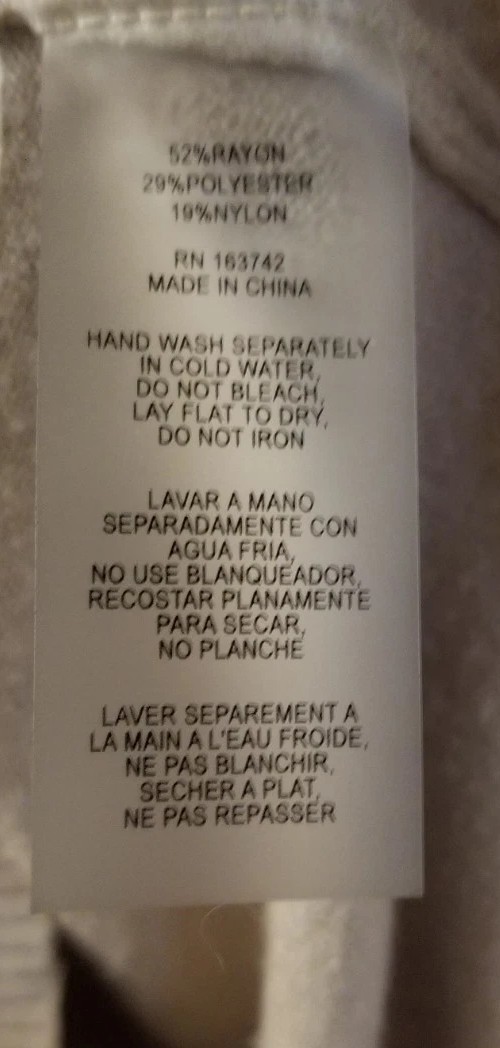 52%RAYON
29%POLYESTER
19%NYLON
RN 163742
MADE IN CHINA
HAND WASH SEPARATELY
IN COLD WATER,
DO NOT BLEACH,
LAY FLAT TO DRY,
DO NOT IRON
LAVAR A MANO
SEPARADAMENTE CON
AGUA FRIA,
NO USE BLANQUEADOR,
RECOSTAR PLANAMENTE
PARA SECAR,
NO PLANCHE
LAVER SEPAREMENT A
LA MAIN A L'EAU FROIDE,
NE PAS BLANCHIR,
SECHER A PLAT,
NE PAS REPASSER